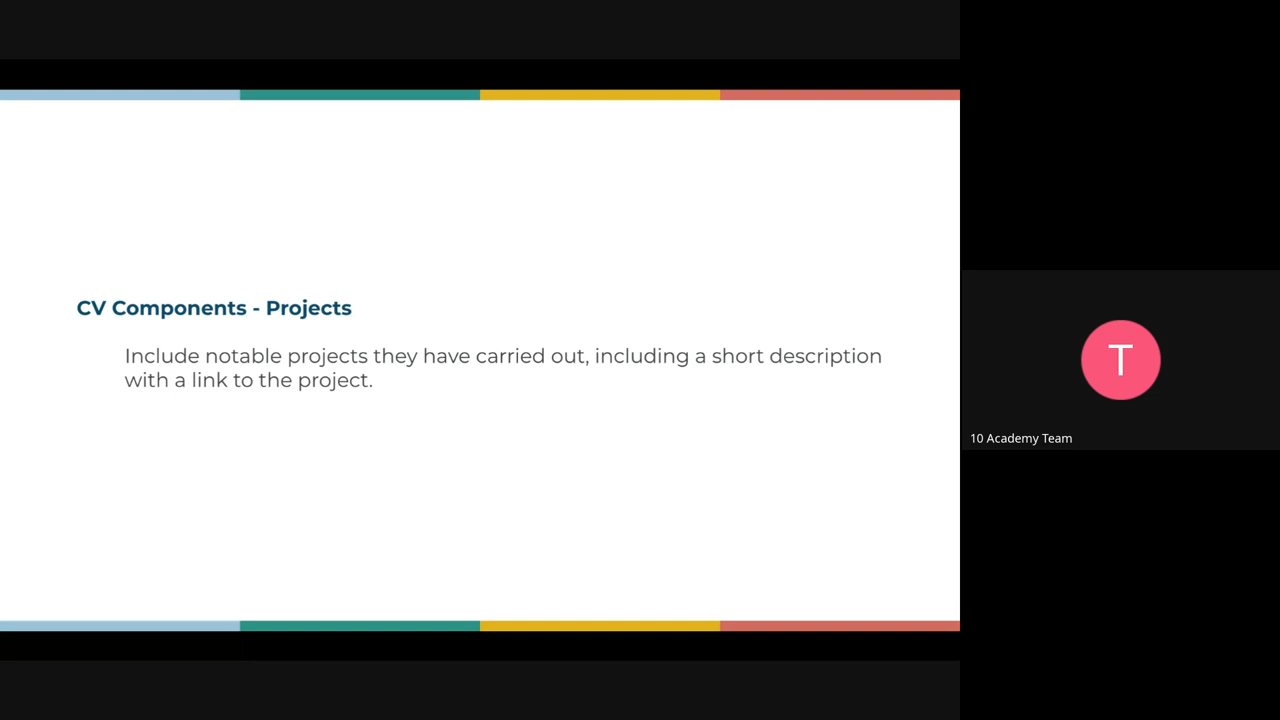 CV Components - Projects
Include notable projects they have carried out, including a short description
with a link to the project.
T
10 Academy Team